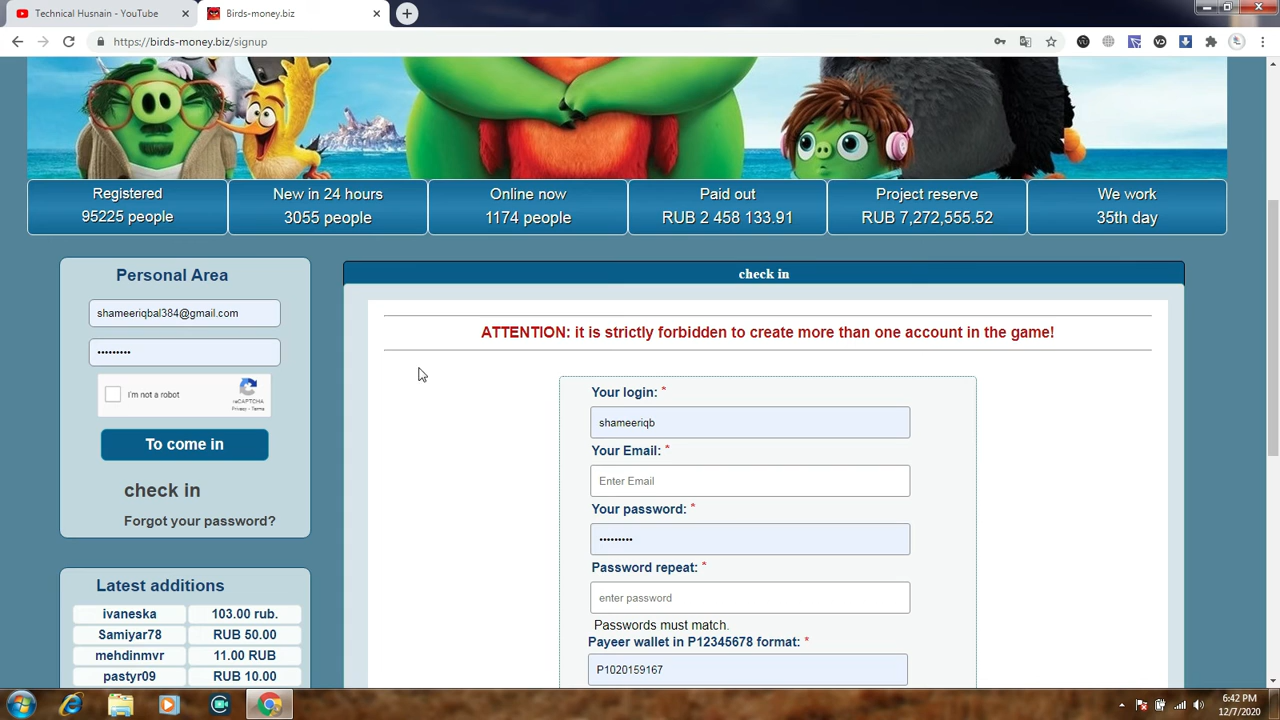 Technical Husnain - YouTube
Birds-money.biz
https://birds-money.biz/signup
Registered
95225 people
New in 24 hours
3055 people
Online now
1174 people
Paid out
RUB 2 458 133.91
Project reserve
RUB 7,272,555.52
We work
35th day
Personal Area
shameeriqbal384@gmail.com
•••••••••
I'm not a robot
reCAPTCHA
Privacy - Terms
To come in
check in
Forgot your password?
Latest additions
ivaneska 103.00 rub.
Samiyar78 RUB 50.00
mehdinmvr 11.00 RUB
pastyr09 RUB 10.00
check in
ATTENTION: it is strictly forbidden to create more than one account in the game!
Your login: *
shameeriqb
Your Email: *
Enter Email
Your password: *
•••••••••
Password repeat: *
enter password
Passwords must match.
Payeer wallet in P12345678 format: *
P1020159167
6:42 PM
12/7/2020